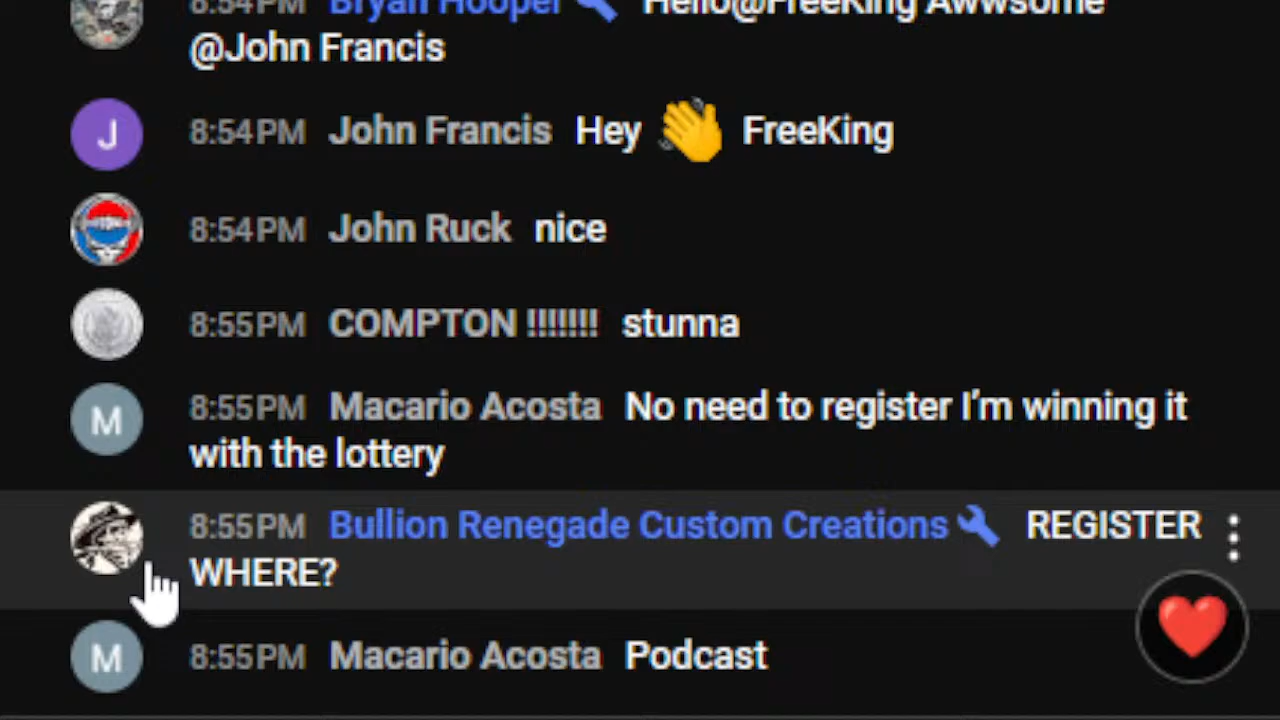 8:54PM Bryan Hooper Hello@FreeKing Awwsome
@John Francis
J 8:54PM John Francis Hey 👋 FreeKing
8:54PM John Ruck nice
8:55PM COMPTON !!!!!!! stunna
M 8:55PM Macario Acosta No need to register I'm winning it
with the lottery
8:55PM Bullion Renegade Custom Creations REGISTER
WHERE?
M 8:55PM Macario Acosta Podcast